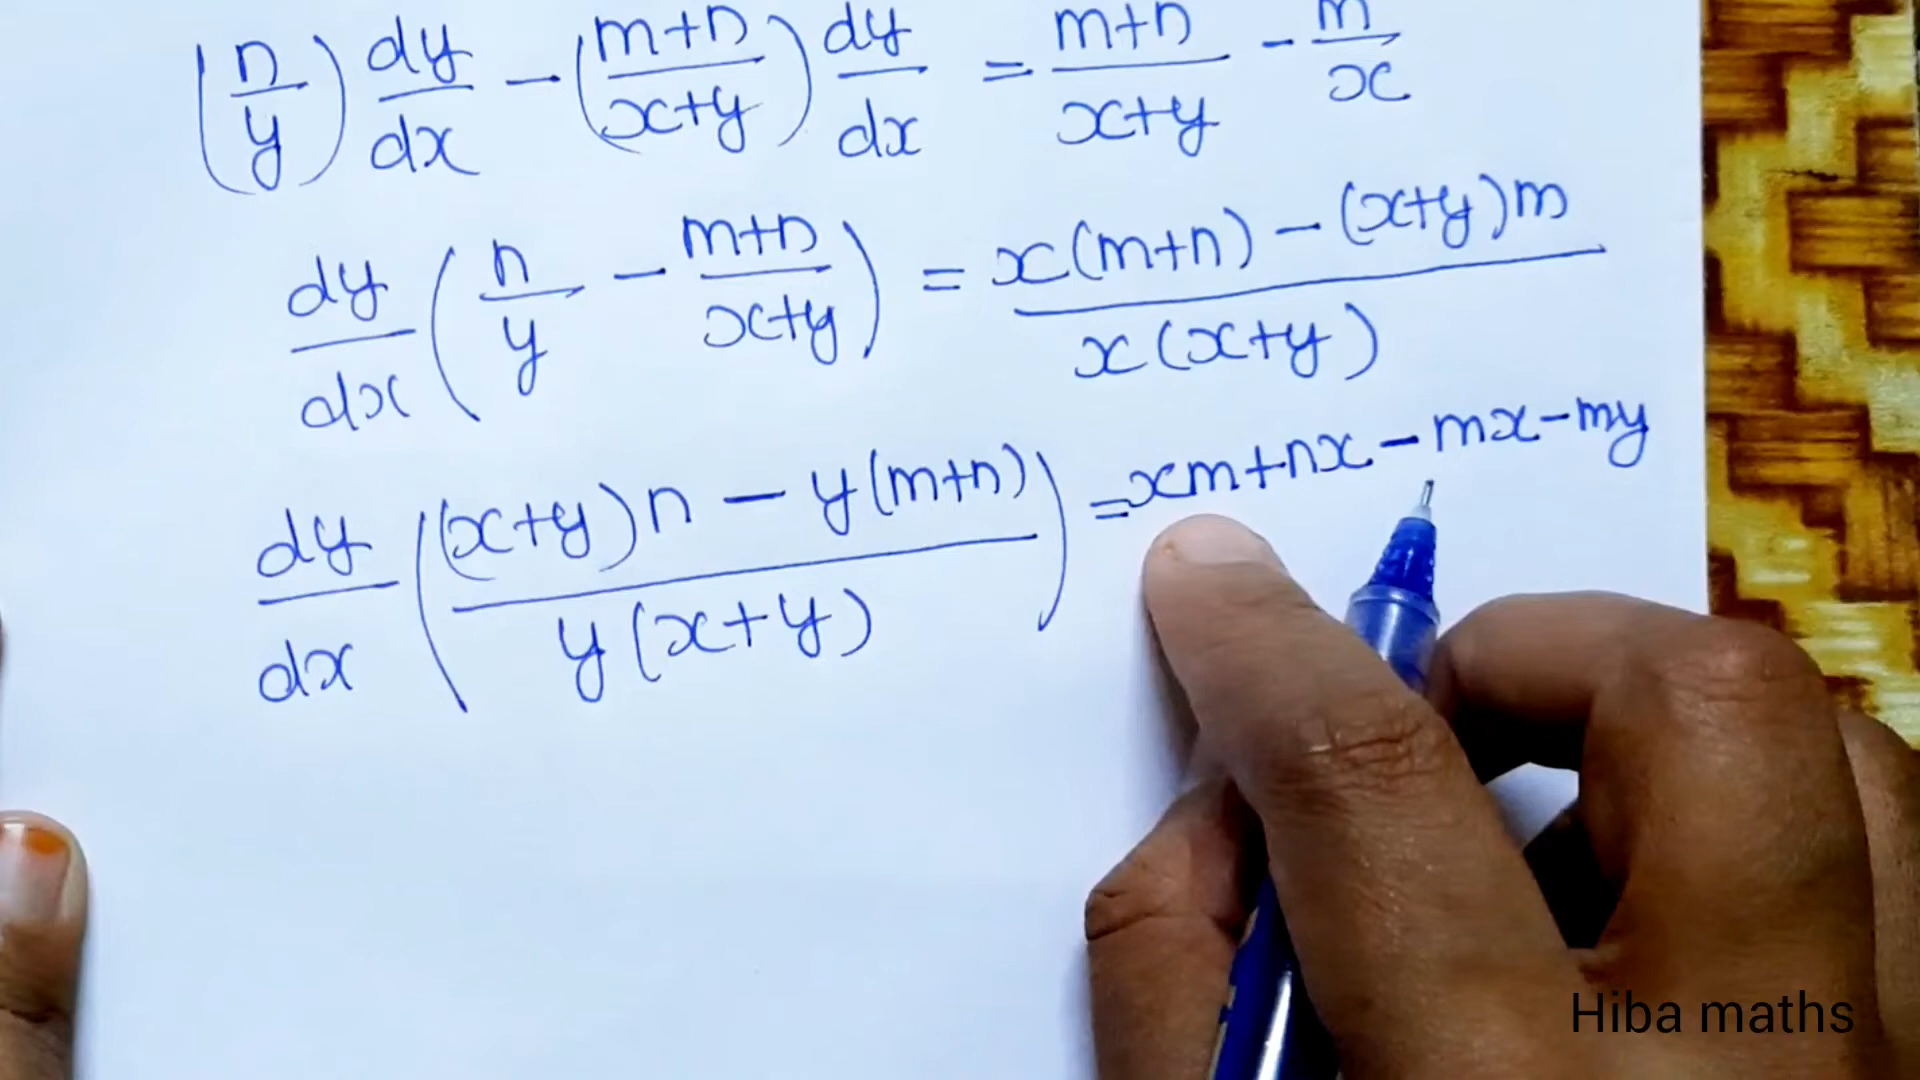 (n/y) dy/dx - (m+n/x+y) dy/dx = m+n/x+y - m/x
dy/dx (n/y - m+n/x+y) = x(m+n) - (x+y)m / x(x+y)
dy/dx ((x+y)n - y(m+n) / y(x+y)) = xm+nx - mx - my
Hiba maths